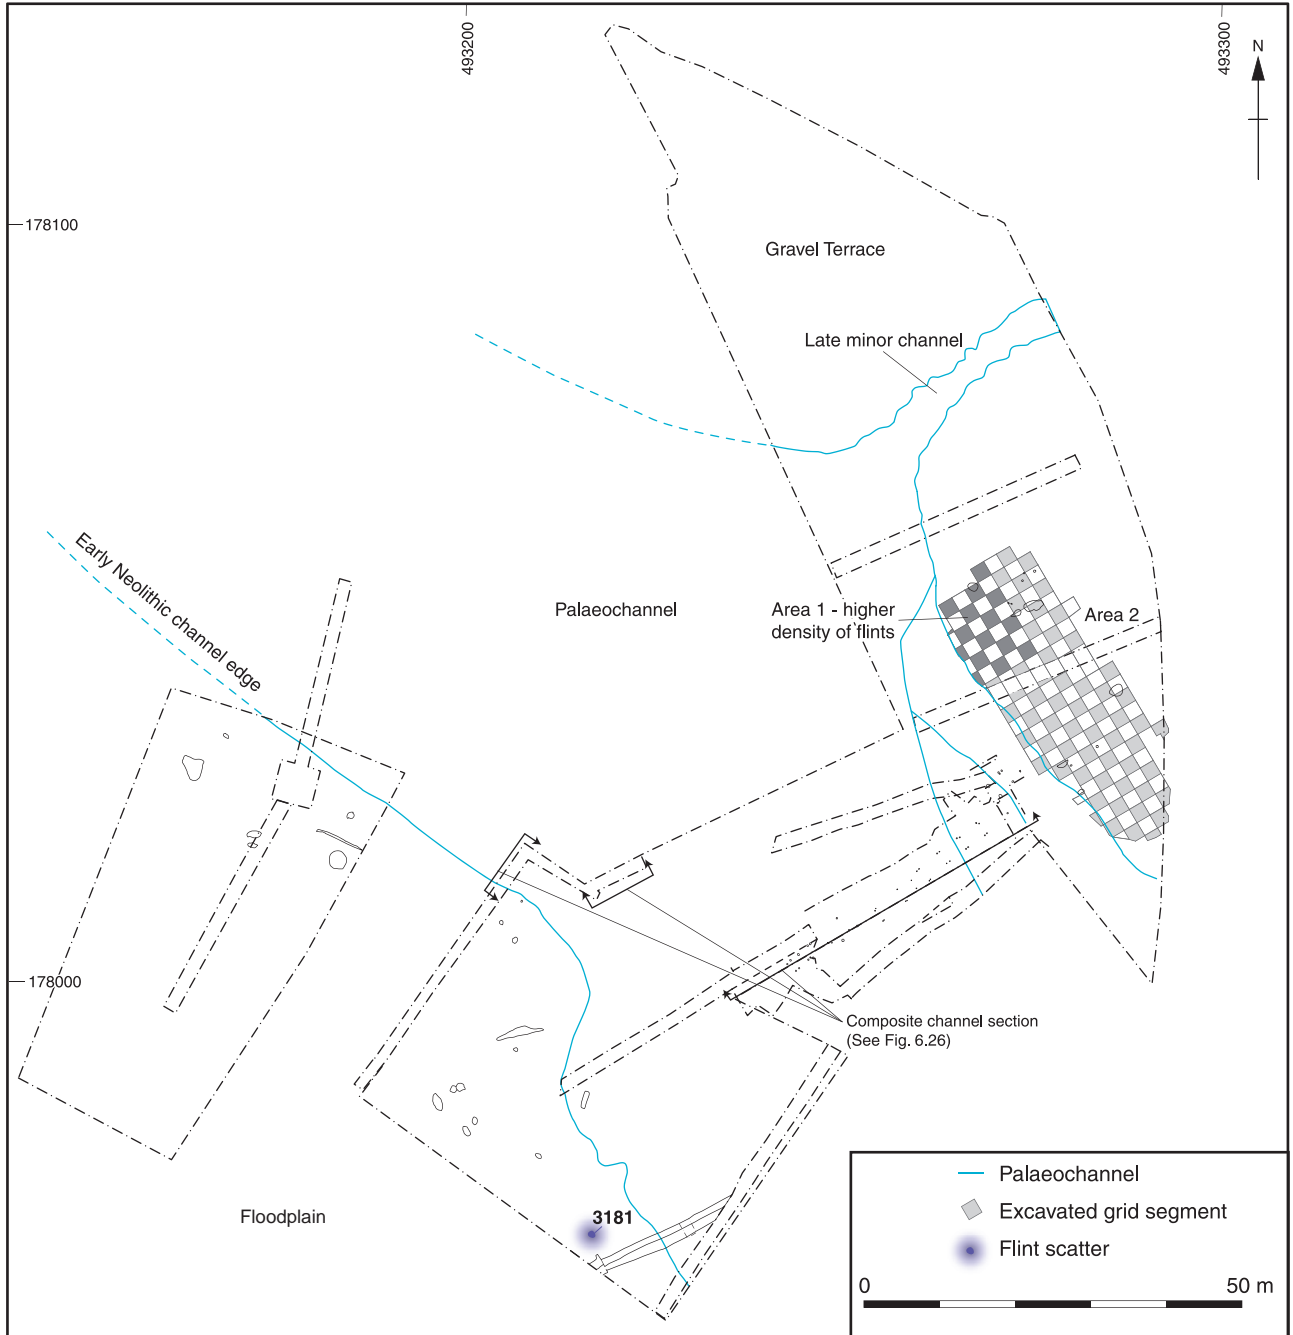 493200
493300
N
178100
Gravel Terrace
Late minor channel
Early Neolithic channel edge
Palaeochannel
Area 1 - higher
density of flints
Area 2
178000
Composite channel section
(See Fig. 6.26)
Floodplain
3181
Palaeochannel
Excavated grid segment
Flint scatter
0
50 m